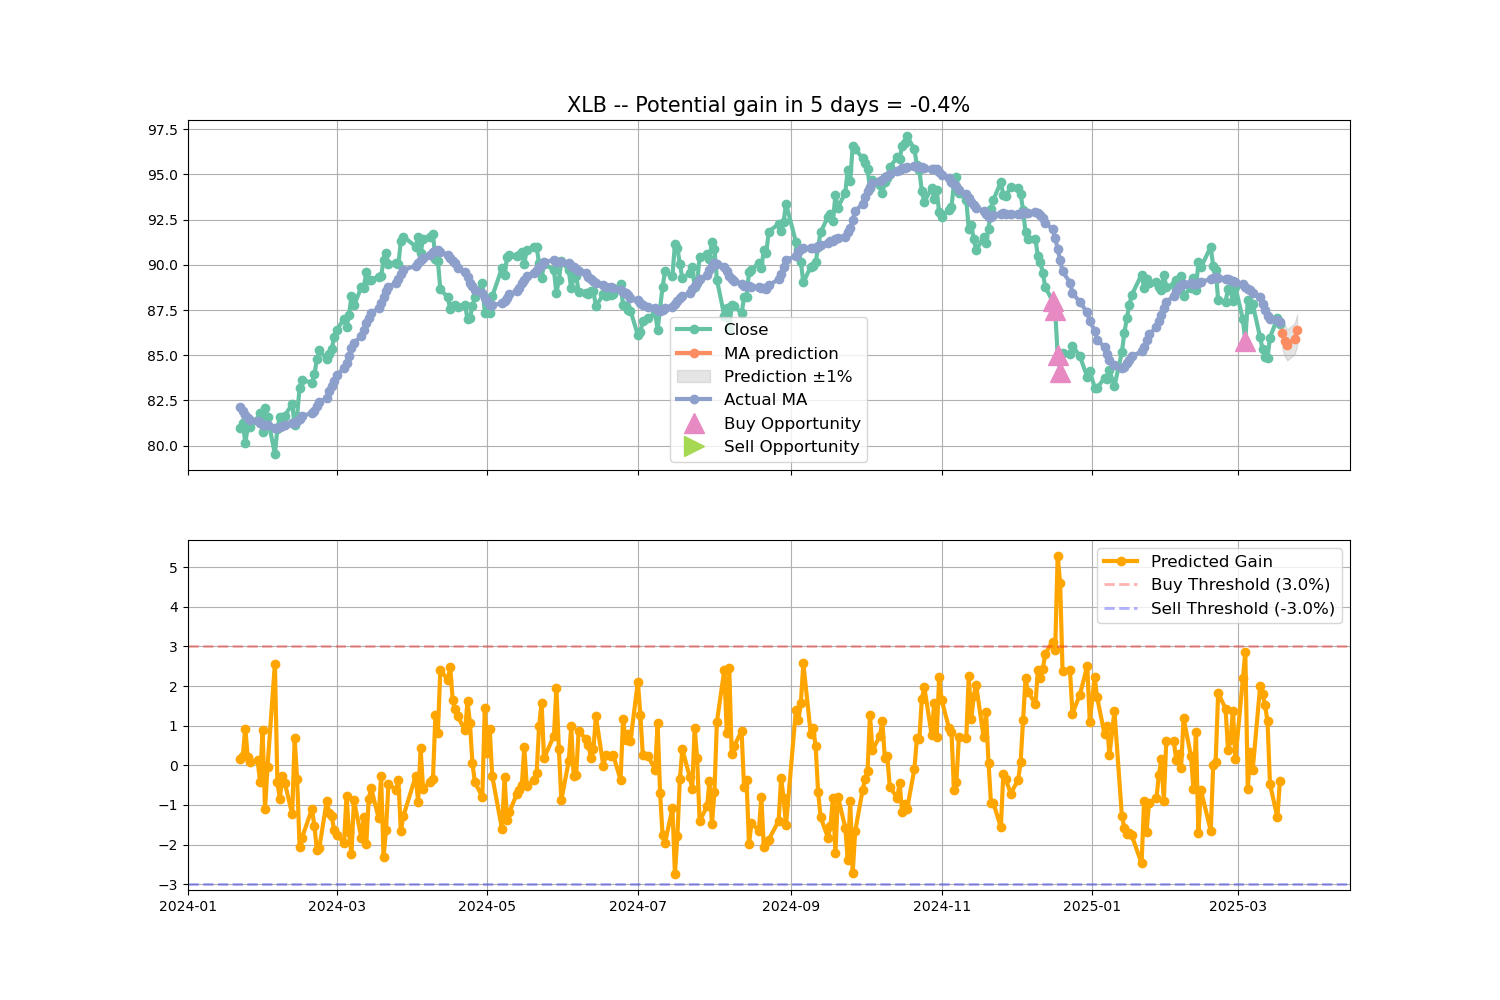 XLB -- Potential gain in 5 days = -0.4%
97.5
95.0
92.5
90.0
87.5
85.0
82.5
80.0
Close
MA prediction
Prediction ±1%
Actual MA
Buy Opportunity
Sell Opportunity
5
4
3
2
1
0
−1
−2
−3
Predicted Gain
Buy Threshold (3.0%)
Sell Threshold (-3.0%)
2024-01
2024-03
2024-05
2024-07
2024-09
2024-11
2025-01
2025-03